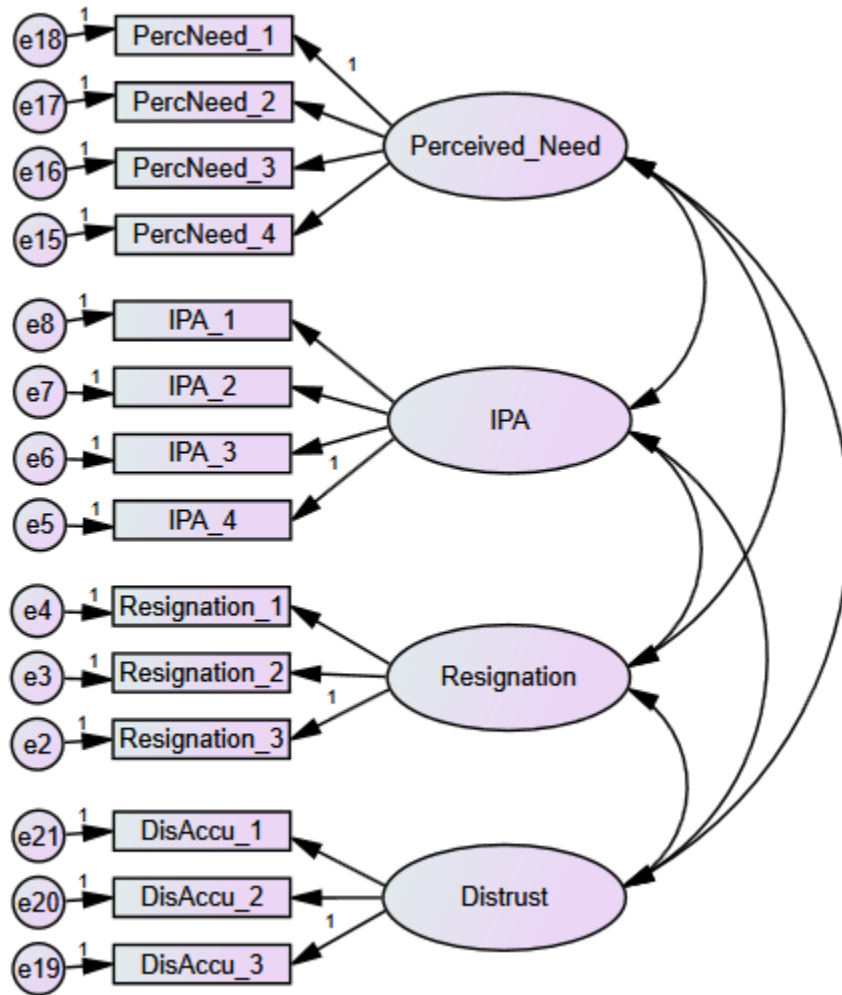 e18 1 PercNeed_1 1
e17 1 PercNeed_2
Perceived_Need
e16 1 PercNeed_3
e15 1 PercNeed_4
e8 1 IPA_1
e7 1 IPA_2
IPA
e6 1 IPA_3
1
e5 1 IPA_4
e4 1 Resignation_1
e3 1 Resignation_2
Resignation
1
e2 1 Resignation_3
e21 1 DisAccu_1
e20 1 DisAccu_2
Distrust
1
e19 1 DisAccu_3